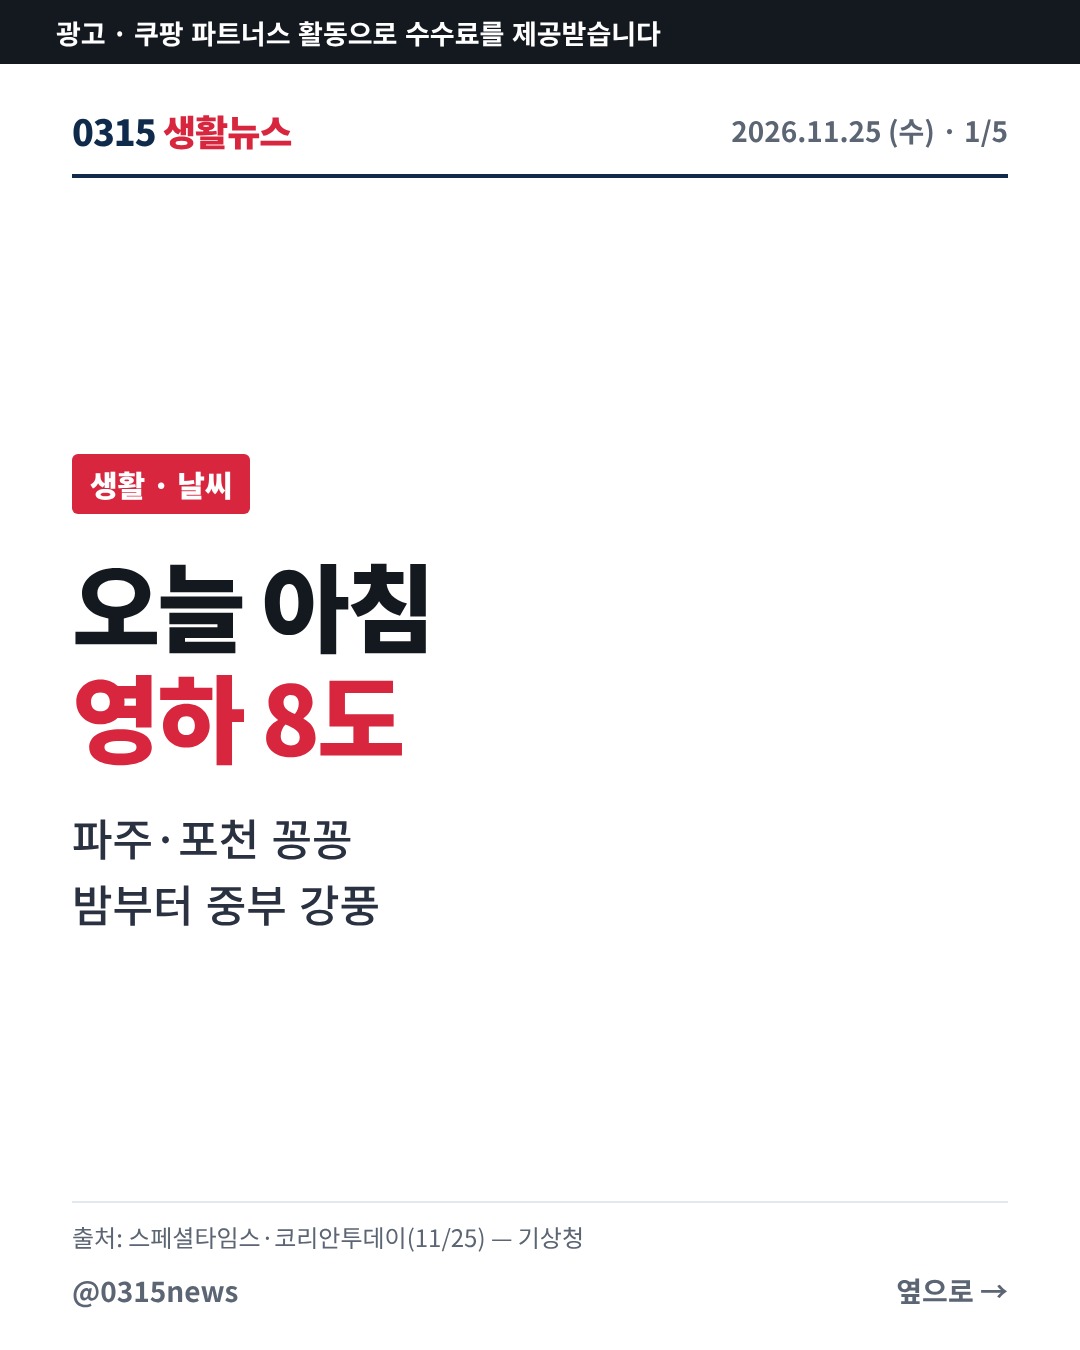 광고 · 쿠팡 파트너스 활동으로 수수료를 제공받습니다
0315 생활뉴스
2026.11.25 (수) · 1/5
생활 · 날씨
오늘 아침
영하 8도
파주·포천 꽁꽁
밤부터 중부 강풍
출처: 스페셜타임스·코리안투데이(11/25) — 기상청
@0315news
옆으로 →